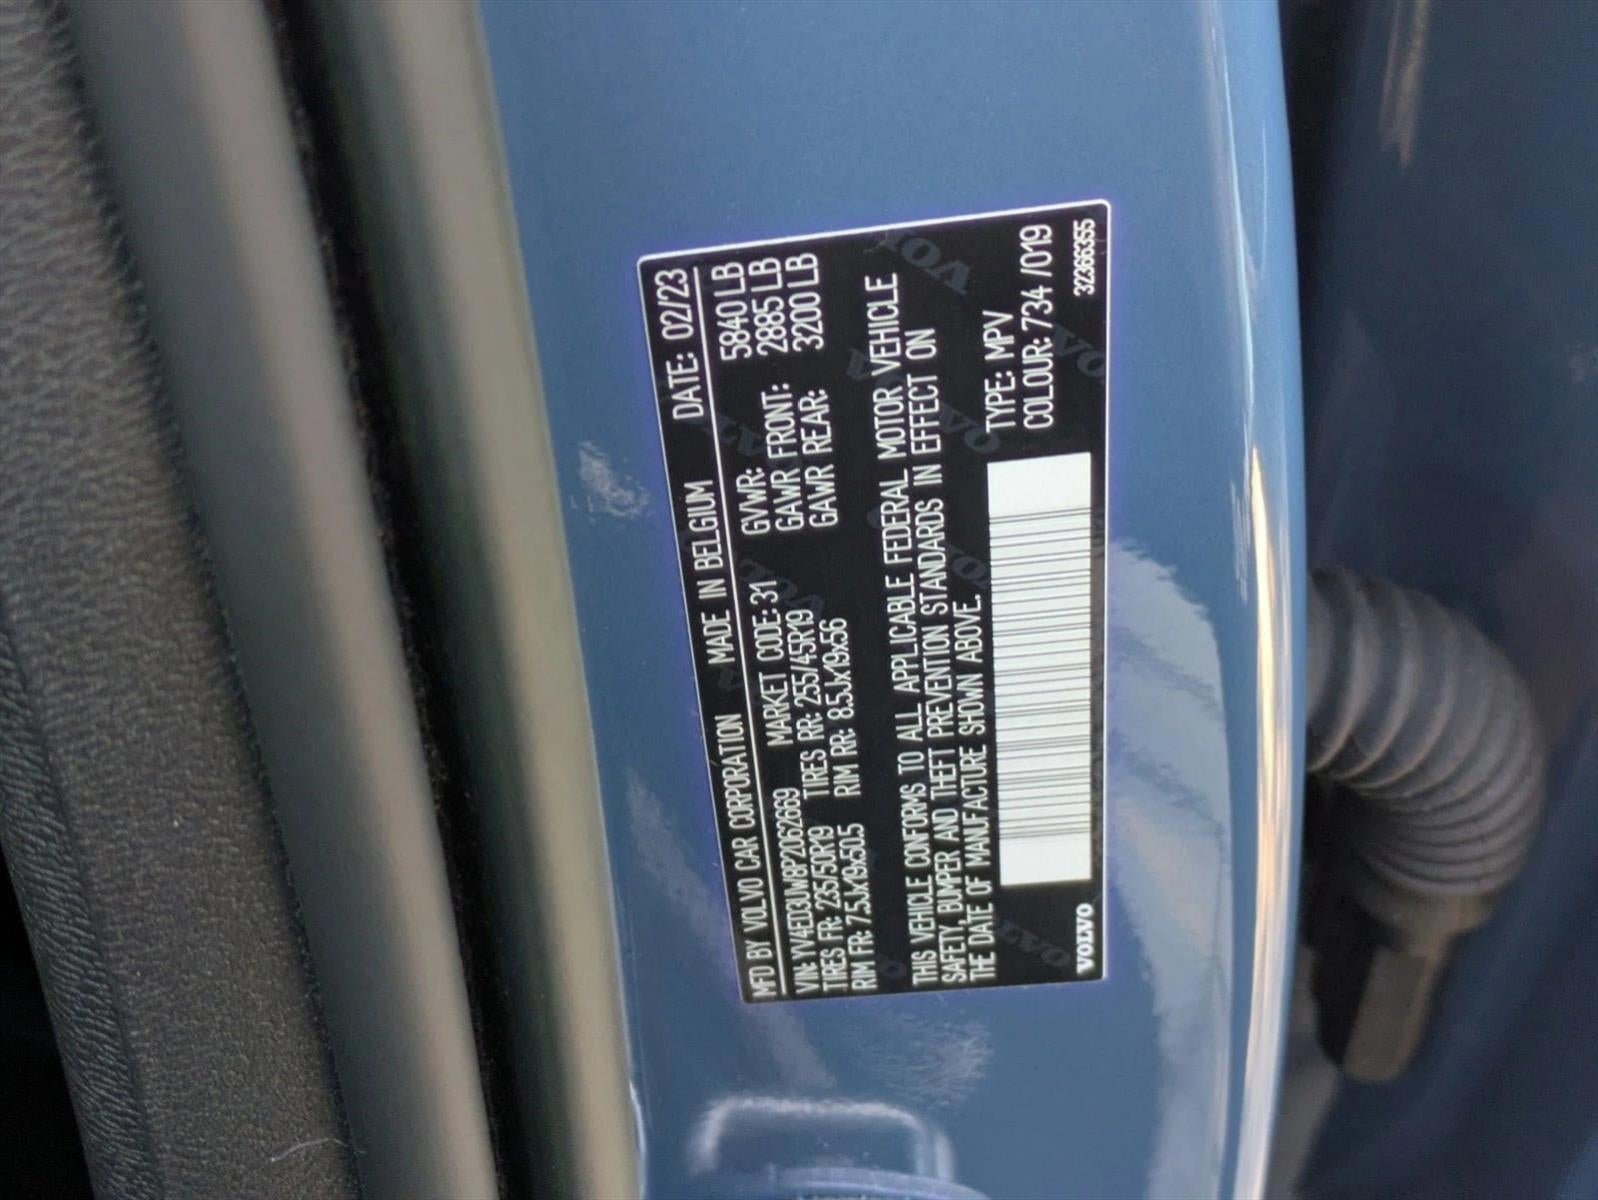 MFD BY VOLVO CAR CORPORATION MADE IN BELGIUM DATE: 02/23
VIN: YV4ED3UW8P2062669 MARKET CODE: 31 GVWR: 5840 LB
TIRES FR: 235/50R19 TIRES RR: 255/45R19 GAWR FRONT: 2885 LB
RIM FR: 7.5Jx19x50.5 RIM RR: 8.5Jx19x56 GAWR REAR: 3200 LB
THIS VEHICLE CONFORMS TO ALL APPLICABLE FEDERAL MOTOR VEHICLE
SAFETY, BUMPER AND THEFT PREVENTION STANDARDS IN EFFECT ON
THE DATE OF MANUFACTURE SHOWN ABOVE.
TYPE: MPV
COLOUR: 734 /019
VOLVO 32366355